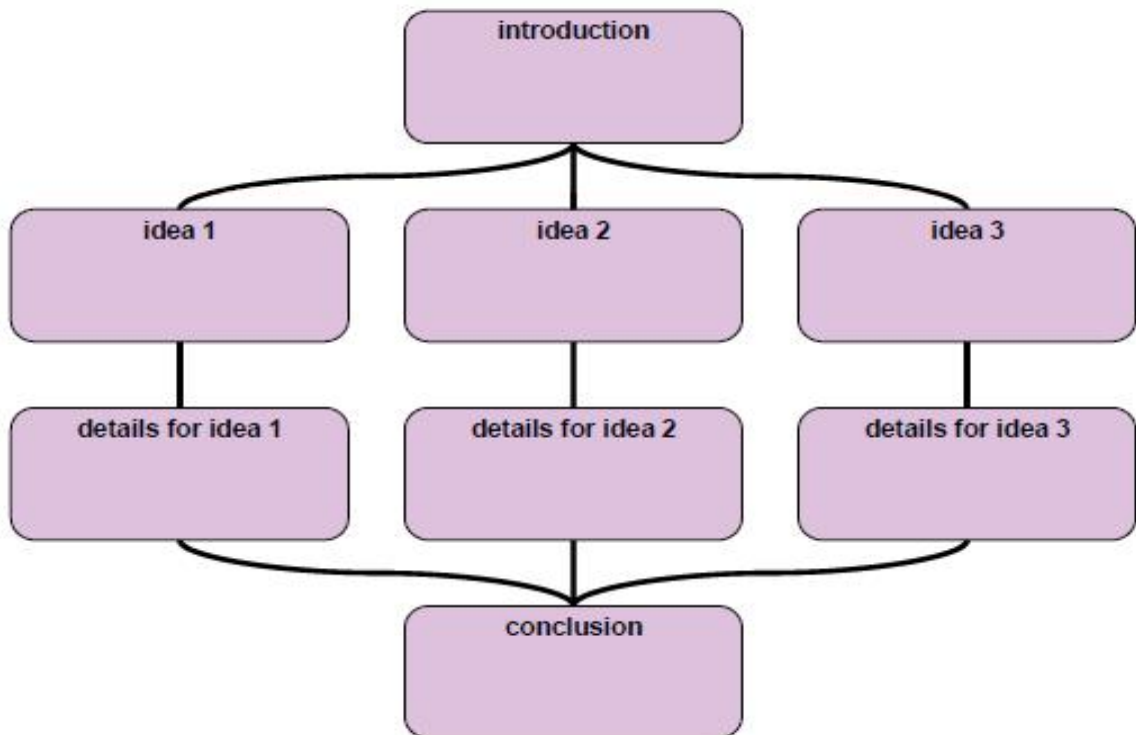 introduction
idea 1
idea 2
idea 3
details for idea 1
details for idea 2
details for idea 3
conclusion